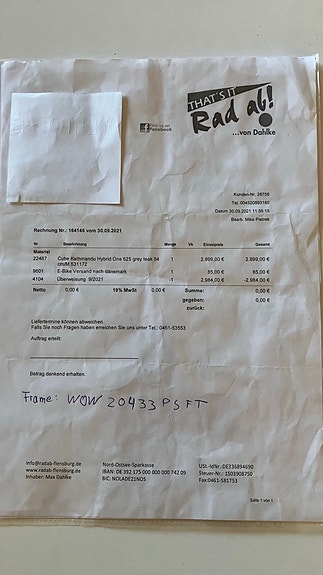 THAT'S IT
Rad ab!
...von Dahlke
Kunden-Nr. 28756
Tel. 004520893180
Datum 30.09.2021 11:56:15
Bearb. Mika Pietrek
Rechnung Nr.: 164146 vom 30.09.2021
Nr Bezeichnung Menge Vk Einzelpreis Gesamt
Material
22487 Cube Kathmandu Hybrid One 625 grey teak 54 1 2.899,00 € 2.899,00 €
cm/M 531172
9601 E-Bike Versand nach dänemark 1 85,00 € 85,00 €
4104 Überweisung 9/2021 -1 2.984,00 € -2.984,00 €
Netto 0,00 € 19% MwSt 0,00 € Summe: 0,00 €
gegeben: 0,00 €
zurück: 0,00 €
Liefertermine können abweichen.
Falls Sie noch Fragen haben erreichen Sie uns unter Tel.: 0461-53553
Auftrag erteilt:
Betrag dankend erhalten.
Frame: WOW 20433 PSFT
info@radab-flensburg.de Nord-Ostsee-Sparkasse USt.-IdNr.:DE336894690
www.radab-flensburg.de IBAN: DE 392 175 000 000 000 742 09 Steuer-Nr.: 1503908750
Inhaber: Max Dahlke BIC: NOLADE21NOS Fax:0461-581753
Seite 1 von 1